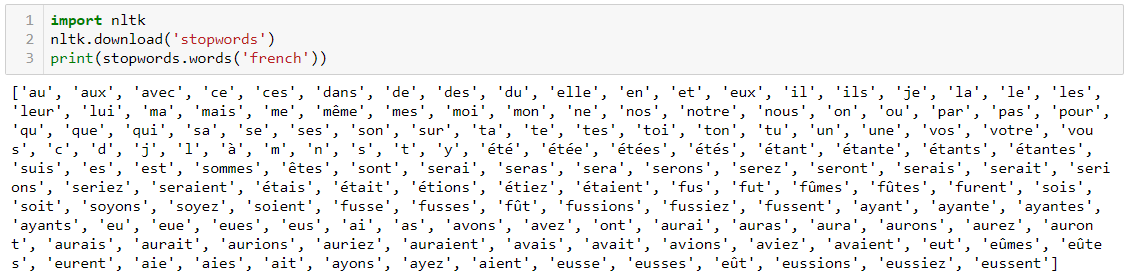 1 import nltk
2 nltk.download('stopwords')
3 print(stopwords.words('french'))
['au', 'aux', 'avec', 'ce', 'ces', 'dans', 'de', 'des', 'du', 'elle', 'en', 'et', 'eux', 'il', 'ils', 'je', 'la', 'le', 'les',
'leur', 'lui', 'ma', 'mais', 'me', 'même', 'mes', 'moi', 'mon', 'ne', 'nos', 'notre', 'nous', 'on', 'ou', 'par', 'pas', 'pour',
'qu', 'que', 'qui', 'sa', 'se', 'ses', 'son', 'sur', 'ta', 'te', 'tes', 'toi', 'ton', 'tu', 'un', 'une', 'vos', 'votre', 'vou
s', 'c', 'd', 'j', 'l', 'à', 'm', 'n', 's', 't', 'y', 'été', 'étée', 'étées', 'étés', 'étant', 'étante', 'étants', 'étantes',
'suis', 'es', 'est', 'sommes', 'êtes', 'sont', 'serai', 'seras', 'sera', 'serons', 'serez', 'seront', 'serais', 'serait', 'seri
ons', 'seriez', 'seraient', 'étais', 'était', 'étions', 'étiez', 'étaient', 'fus', 'fut', 'fûmes', 'fûtes', 'furent', 'sois',
'soit', 'soyons', 'soyez', 'soient', 'fusse', 'fusses', 'fût', 'fussions', 'fussiez', 'fussent', 'ayant', 'ayante', 'ayantes',
'ayants', 'eu', 'eue', 'eues', 'eus', 'ai', 'as', 'avons', 'avez', 'ont', 'aurai', 'auras', 'aura', 'aurons', 'aurez', 'auron
t', 'aurais', 'aurait', 'aurions', 'auriez', 'auraient', 'avais', 'avait', 'avions', 'aviez', 'avaient', 'eut', 'eûmes', 'eûte
s', 'eurent', 'aie', 'aies', 'ait', 'ayons', 'ayez', 'aient', 'eusse', 'eusses', 'eût', 'eussions', 'eussiez', 'eussent']